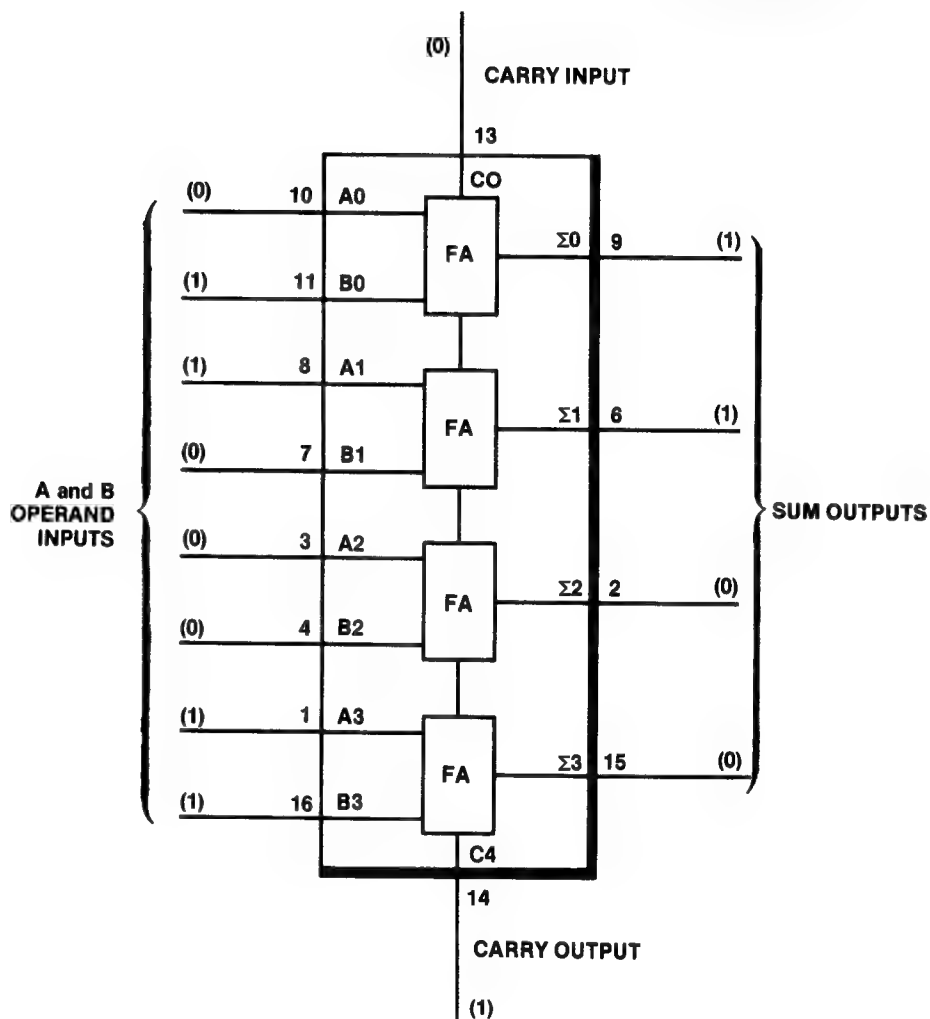 (0)
CARRY INPUT
13
CO
(0) 10 A0
FA
Σ0 9 (1)
(1) 11 B0
(1) 8 A1
FA
Σ1 6 (1)
(0) 7 B1
A and B
OPERAND
INPUTS
SUM OUTPUTS
(0) 3 A2
FA
Σ2 2 (0)
(0) 4 B2
(1) 1 A3
FA
Σ3 15 (0)
(1) 16 B3
C4
14
CARRY OUTPUT
(1)